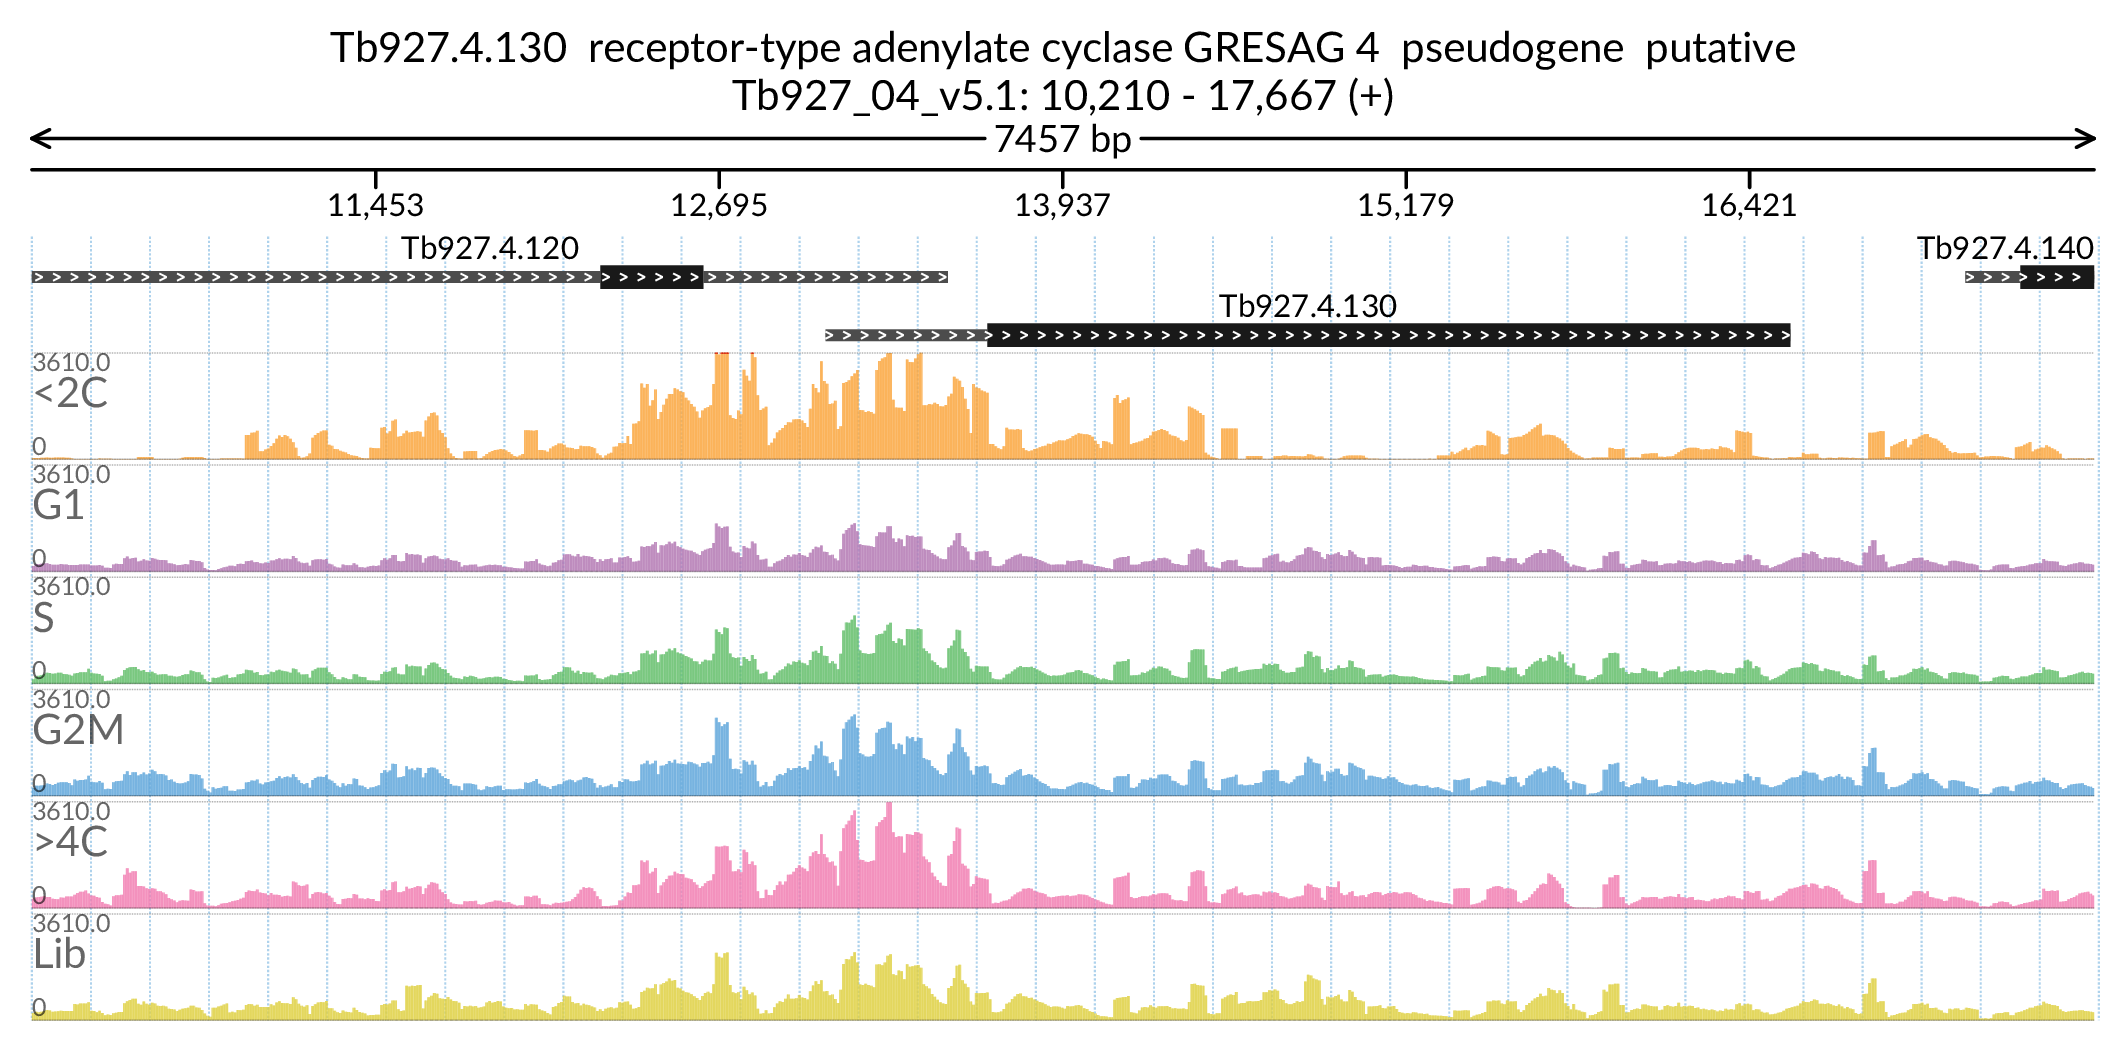 Tb927.4.130 receptor-type adenylate cyclase GRESAG 4 pseudogene putative
Tb927_04_v5.1: 10,210 - 17,667 (+)
7457 bp
11,453 12,695 13,937 15,179 16,421
Tb927.4.120 Tb927.4.140
Tb927.4.130
3610.0
<2C
0
3610.0
G1
0
3610.0
S
0
3610.0
G2M
0
3610.0
>4C
0
3610.0
Lib
0